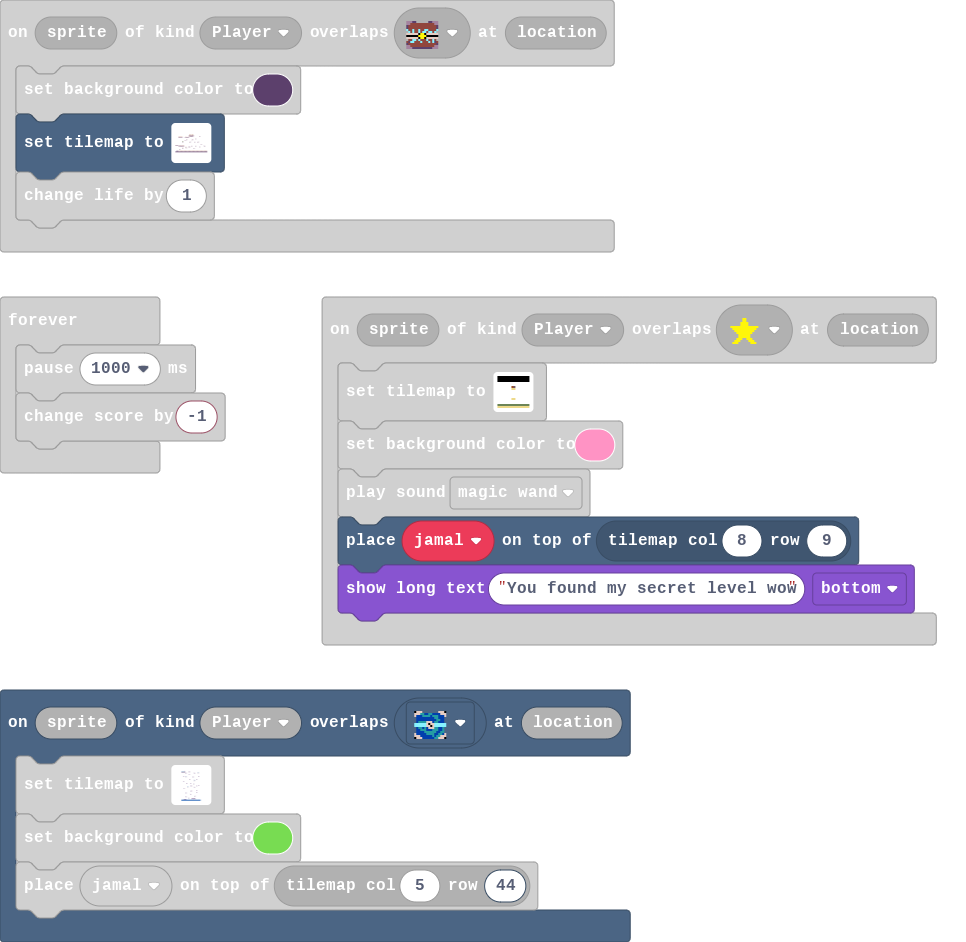 on sprite of kind Player overlaps at location
set background color to
set tilemap to
change life by 1
forever
pause 1000 ms
change score by -1
on sprite of kind Player overlaps at location
set tilemap to
set background color to
play sound magic wand
place jamal on top of tilemap col 8 row 9
show long text "You found my secret level wow" bottom
on sprite of kind Player overlaps at location
set tilemap to
set background color to
place jamal on top of tilemap col 5 row 44